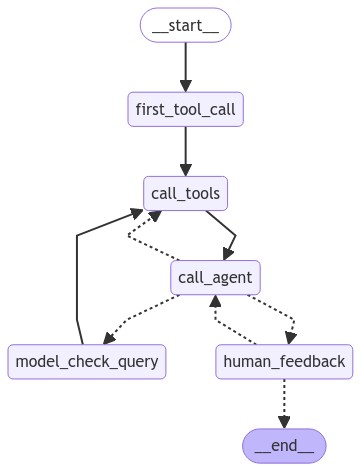 __start__
first_tool_call
call_tools
call_agent
model_check_query
human_feedback
__end__